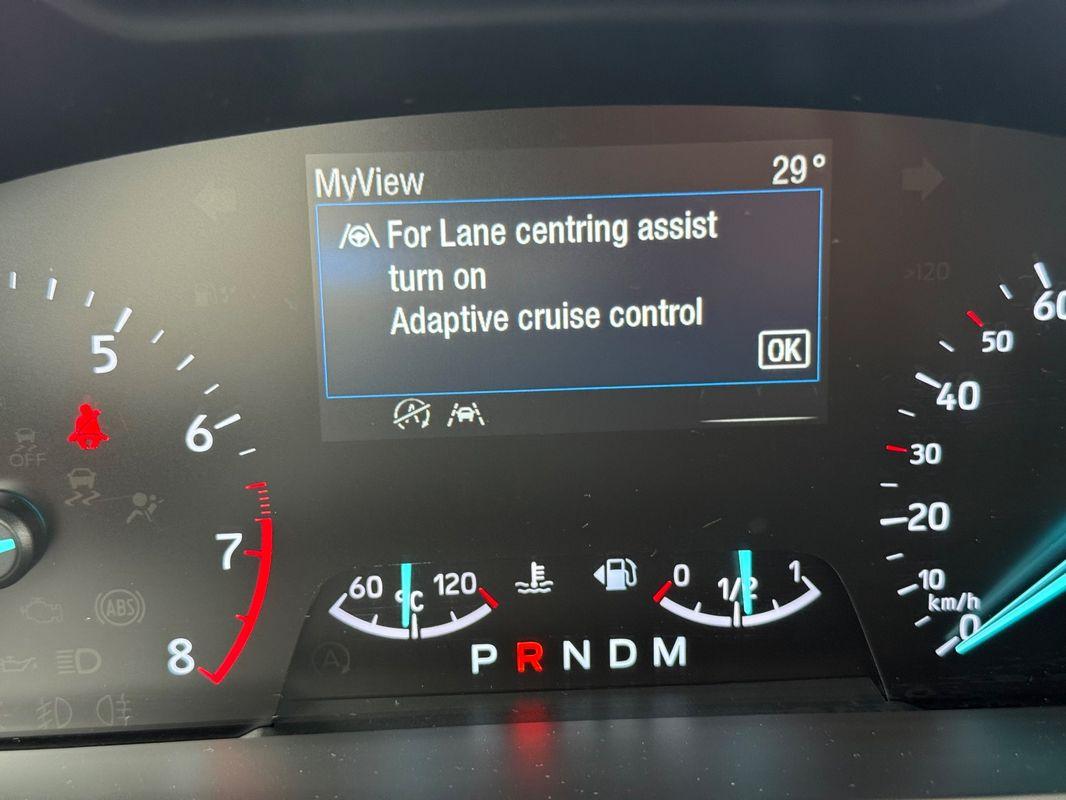 MyView
29°
For Lane centring assist
turn on
Adaptive cruise control
OK
A
>120
5
6
7
8
OFF
ABS
A
60
°C
120
0
1/2
1
P R N D M
60
50
40
30
20
10
km/h
0